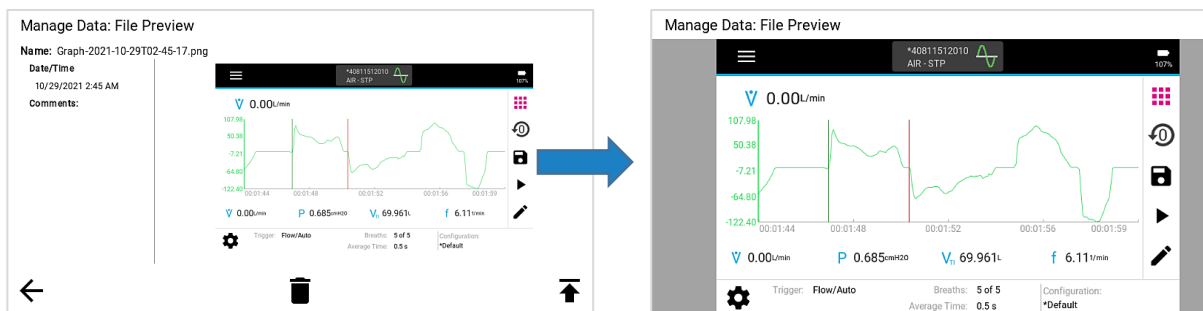 Manage Data: File Preview
Name: Graph-2021-10-29T02-45-17.png
Date/Time
10/29/2021 2:45 AM
Comments:
*40811512010
AIR - STP
107%
V̇ 0.00L/min
107.98
50.38
-7.21
-64.80
-122.40
00:01:44 00:01:48 00:01:52 00:01:56 00:01:59
V̇ 0.00L/min P 0.685cmH2O VTI 69.961L f 6.111/min
Trigger: Flow/Auto Breaths: 5 of 5 Configuration:
Average Time: 0.5 s *Default
Manage Data: File Preview
*40811512010
AIR - STP
107%
V̇ 0.00L/min
107.98
50.38
-7.21
-64.80
-122.40
00:01:44 00:01:48 00:01:52 00:01:56 00:01:59
V̇ 0.00L/min P 0.685cmH2O VTI 69.961L f 6.111/min
Trigger: Flow/Auto Breaths: 5 of 5 Configuration:
Average Time: 0.5 s *Default